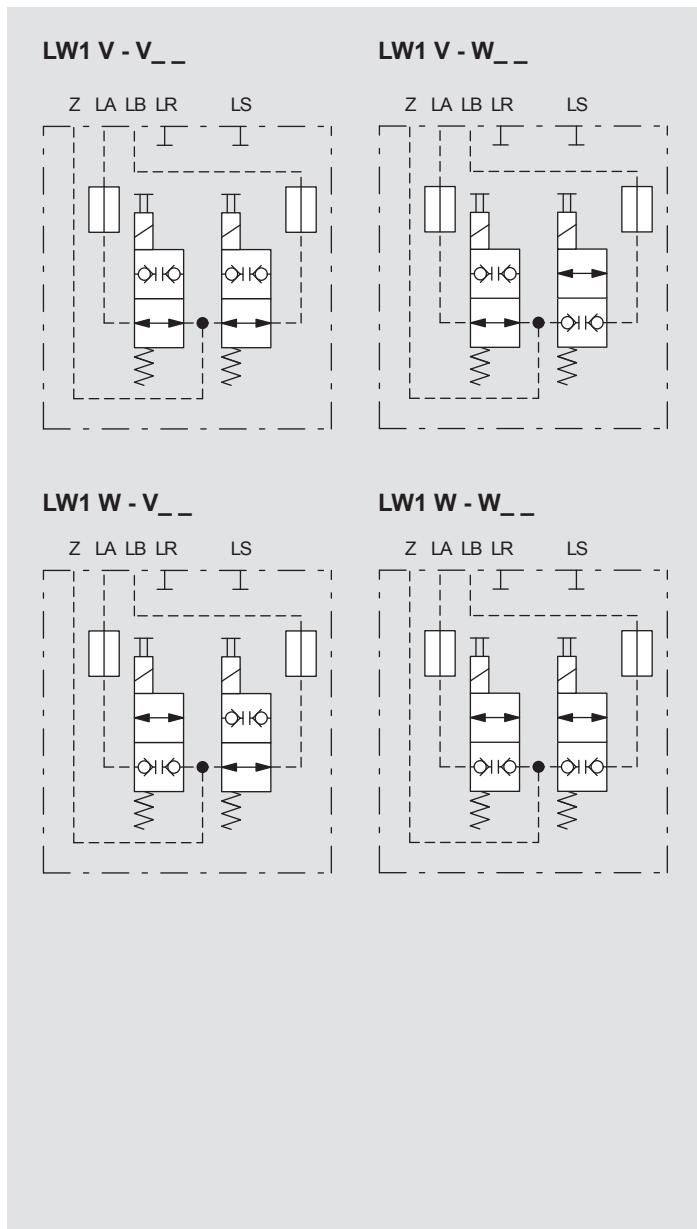 LW1 V - V_ _
Z LA LB LR LS
LW1 V - W_ _
Z LA LB LR LS
LW1 W - V_ _
Z LA LB LR LS
LW1 W - W_ _
Z LA LB LR LS